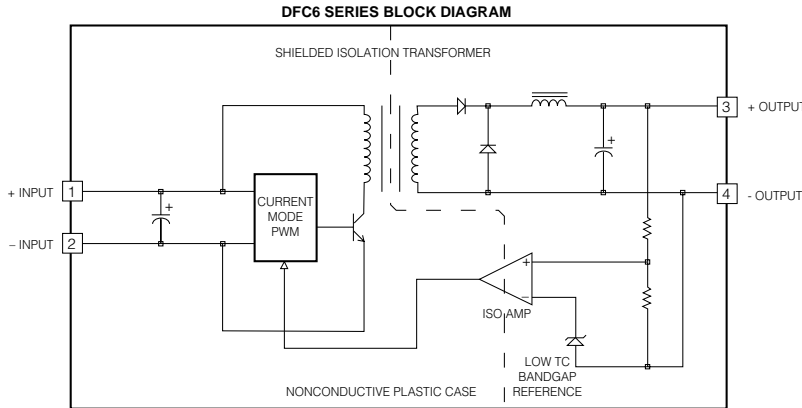 DFC6 SERIES BLOCK DIAGRAM
SHIELDED ISOLATION TRANSFORMER
3
+ OUTPUT
+ INPUT
1
+
CURRENT
MODE
PWM
+
4
- OUTPUT
– INPUT
2
+
–
ISO AMP
LOW TC
BANDGAP
REFERENCE
NONCONDUCTIVE PLASTIC CASE